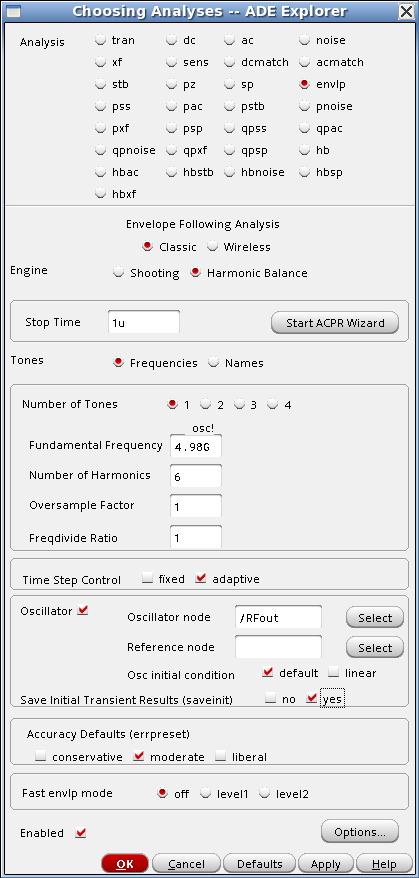 Choosing Analyses -- ADE Explorer
Analysis tran dc ac noise
xf sens dcmatch acmatch
stb pz sp envlp
pss pac pstb pnoise
pxf psp qpss qpac
qpnoise qpxf qpsp hb
hbac hbstb hbnoise hbsp
hbxf
Envelope Following Analysis
Classic Wireless
Engine Shooting Harmonic Balance
Stop Time 1u Start ACPR Wizard
Tones Frequencies Names
Number of Tones 1 2 3 4
osc!
Fundamental Frequency 4.98G
Number of Harmonics 6
Oversample Factor 1
Freqdivide Ratio 1
Time Step Control fixed adaptive
Oscillator Oscillator node /RFout Select
Reference node Select
Osc initial condition default linear
Save Initial Transient Results (saveinit) no yes
Accuracy Defaults (errpreset)
conservative moderate liberal
Fast envlp mode off level1 level2
Enabled Options...
OK Cancel Defaults Apply Help